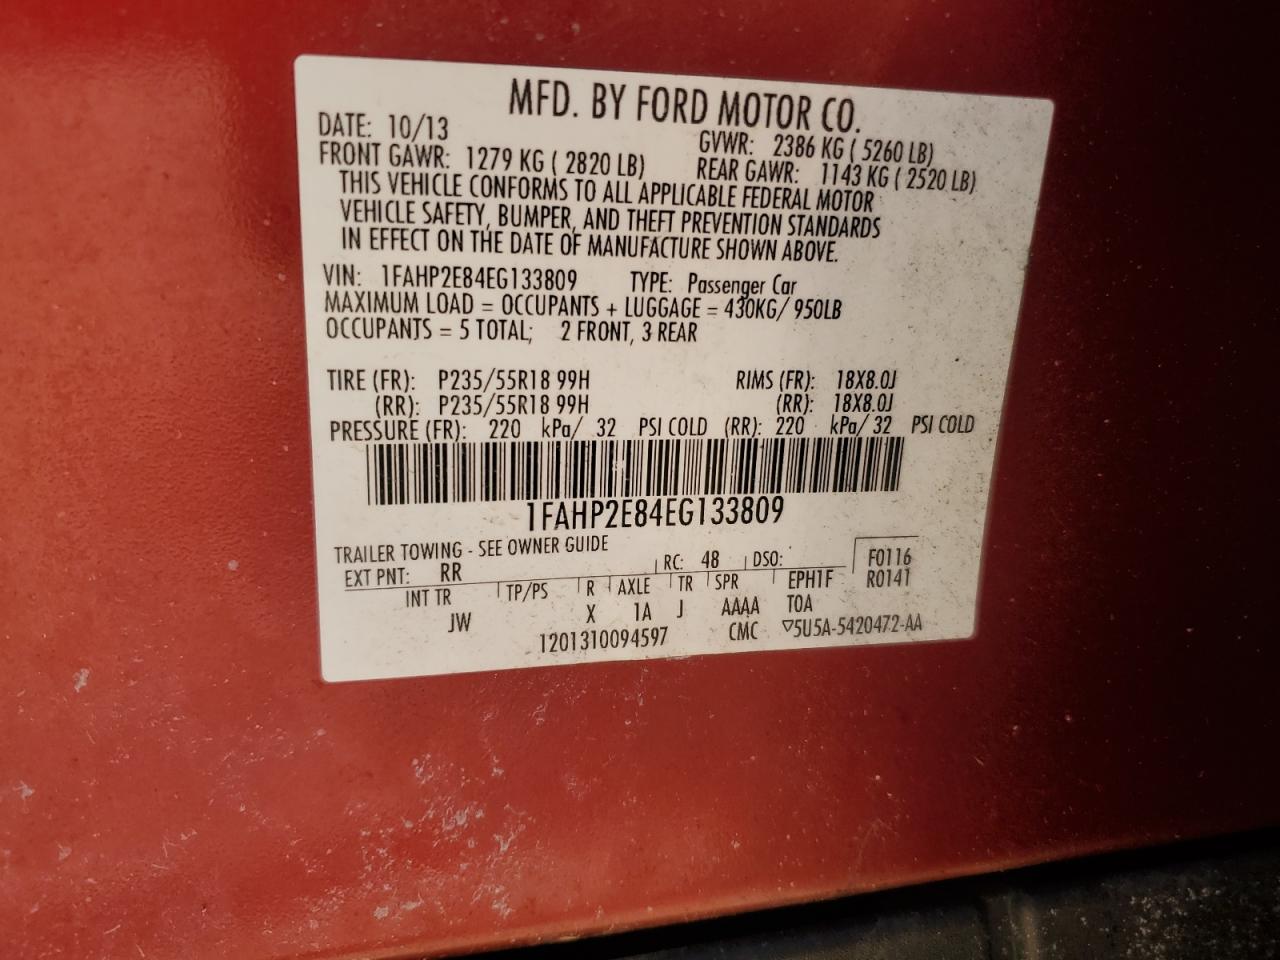 MFD. BY FORD MOTOR CO.
DATE: 10/13 GVWR: 2386 KG ( 5260 LB)
FRONT GAWR: 1279 KG ( 2820 LB) REAR GAWR: 1143 KG ( 2520 LB)
THIS VEHICLE CONFORMS TO ALL APPLICABLE FEDERAL MOTOR
VEHICLE SAFETY, BUMPER, AND THEFT PREVENTION STANDARDS
IN EFFECT ON THE DATE OF MANUFACTURE SHOWN ABOVE.
VIN: 1FAHP2E84EG133809 TYPE: Passenger Car
MAXIMUM LOAD = OCCUPANTS + LUGGAGE = 430KG/ 950LB
OCCUPANTS = 5 TOTAL; 2 FRONT, 3 REAR
TIRE (FR): P235/55R18 99H RIMS (FR): 18X8.0J
(RR): P235/55R18 99H (RR): 18X8.0J
PRESSURE (FR): 220 kPa/ 32 PSI COLD (RR): 220 kPa/ 32 PSI COLD
1FAHP2E84EG133809
TRAILER TOWING - SEE OWNER GUIDE
EXT PNT: RR RC: 48 DSO: F0116
INT TR TP/PS R AXLE TR SPR EPH1F R0141
JW X 1A J AAAA TOA
1201310094597 CMC ▽5U5A-5420472-AA